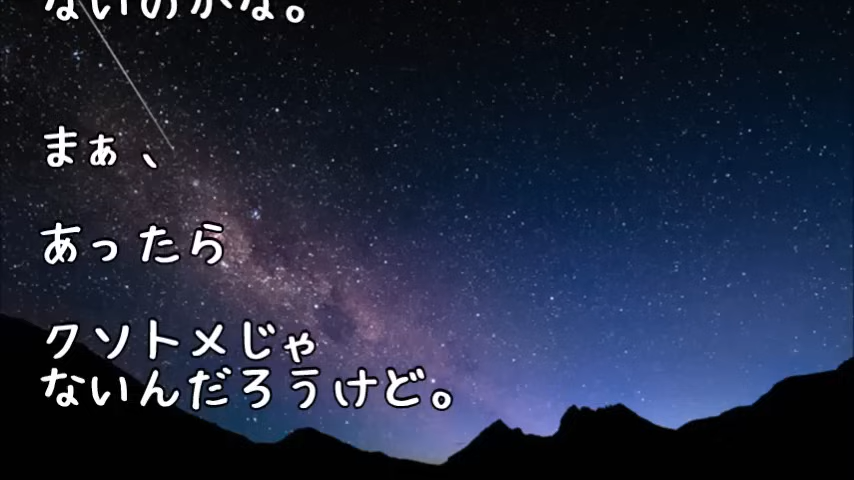 ないのかな。
まぁ、
あったら
クソトメじゃ
ないんだろうけど。